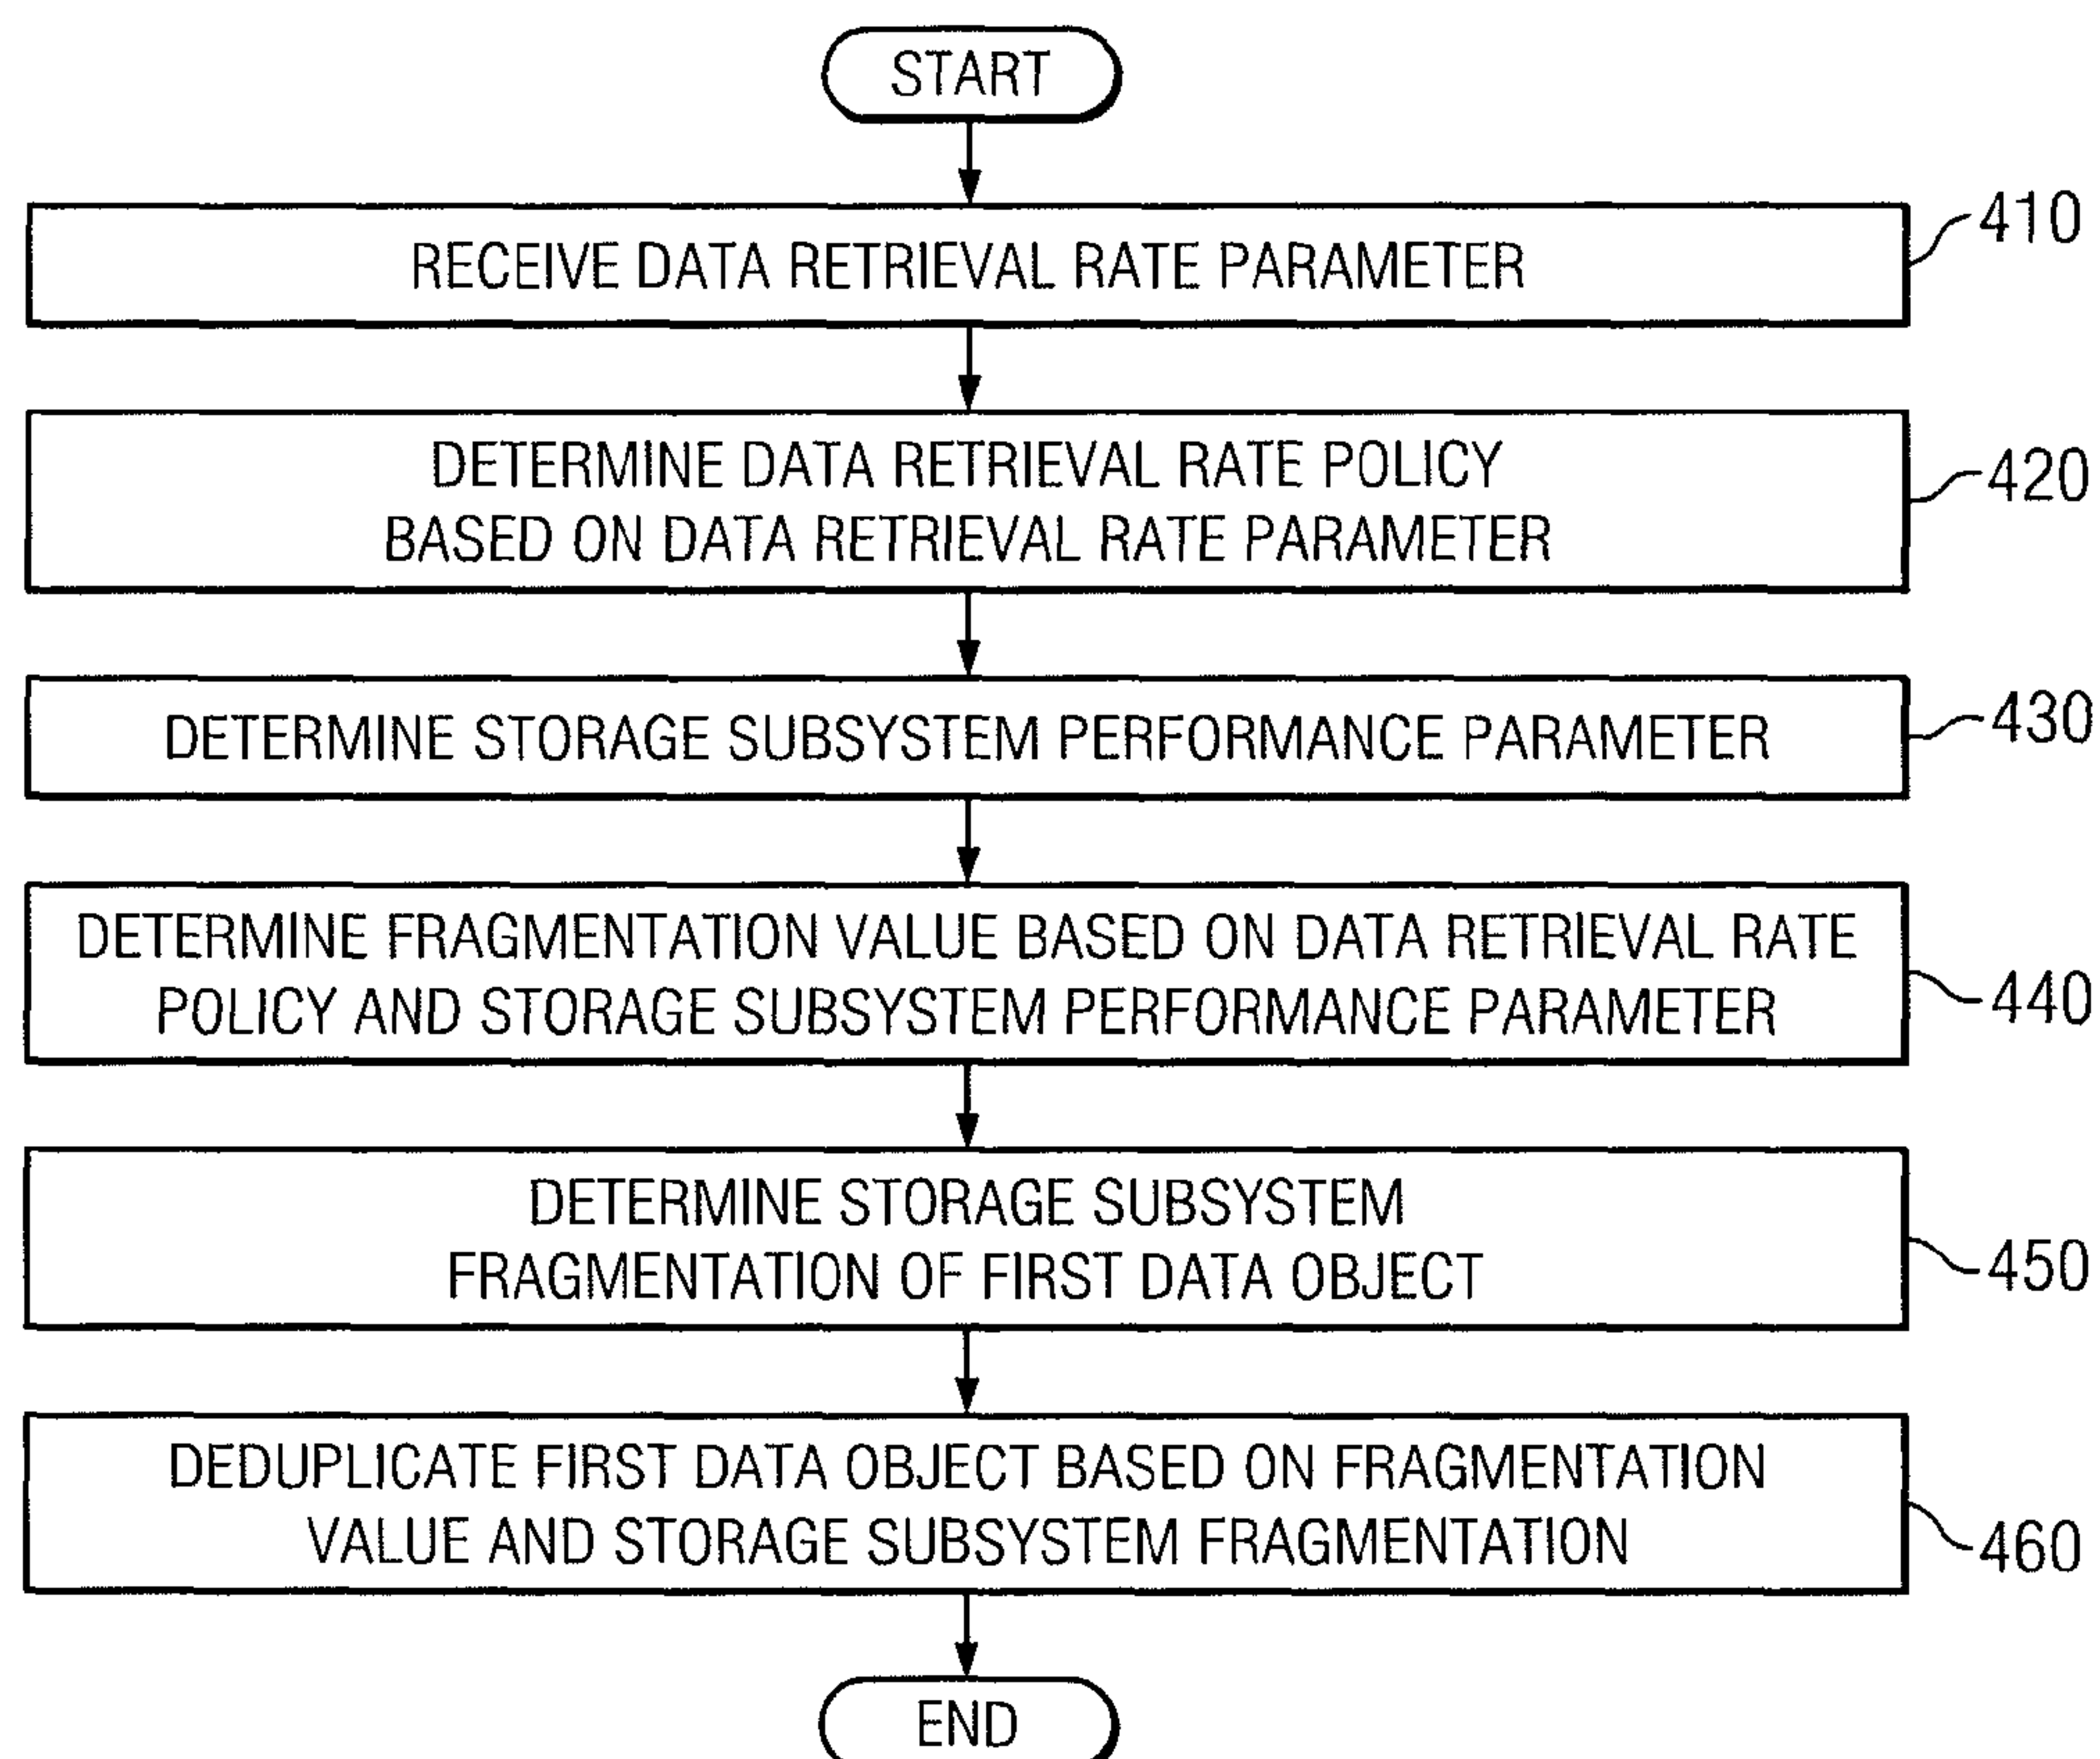 START
RECEIVE DATA RETRIEVAL RATE PARAMETER
410
DETERMINE DATA RETRIEVAL RATE POLICY
BASED ON DATA RETRIEVAL RATE PARAMETER
420
DETERMINE STORAGE SUBSYSTEM PERFORMANCE PARAMETER
430
DETERMINE FRAGMENTATION VALUE BASED ON DATA RETRIEVAL RATE
POLICY AND STORAGE SUBSYSTEM PERFORMANCE PARAMETER
440
DETERMINE STORAGE SUBSYSTEM
FRAGMENTATION OF FIRST DATA OBJECT
450
DEDUPLICATE FIRST DATA OBJECT BASED ON FRAGMENTATION
VALUE AND STORAGE SUBSYSTEM FRAGMENTATION
460
END